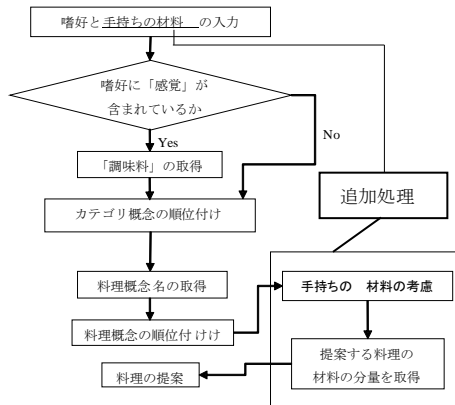 嗜好と手持ちの材料　の入力
嗜好に「感覚」が
含まれているか
No
Yes
「調味料」の取得
カテゴリ概念の順位付け
追加処理
料理概念名の取得
手持ちの　材料の考慮
料理概念の順位付けけ
提案する料理の
材料の分量を取得
料理の提案